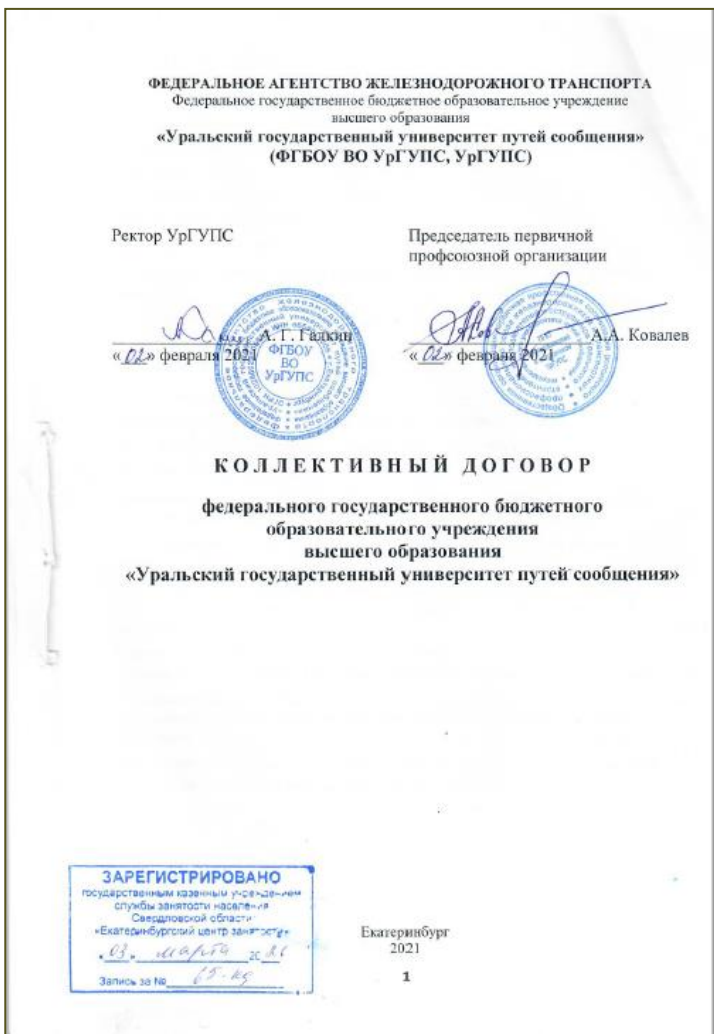 ФЕДЕРАЛЬНОЕ АГЕНТСТВО ЖЕЛЕЗНОДОРОЖНОГО ТРАНСПОРТА
Федеральное государственное бюджетное образовательное учреждение
высшего образования
«Уральский государственный университет путей сообщения»
(ФГБОУ ВО УрГУПС, УрГУПС)
Ректор УрГУПС
А. Г. Галкин
«02» февраля 2021
ФГБОУ
ВО
УрГУПС
Председатель первичной
профсоюзной организации
А.А. Ковалев
«02» февраля 2021
КОЛЛЕКТИВНЫЙ ДОГОВОР
федерального государственного бюджетного
образовательного учреждения
высшего образования
«Уральский государственный университет путей сообщения»
ЗАРЕГИСТРИРОВАНО
государственным казенным учреждением
службы занятости населения
Свердловской области
«Екатеринбургский центр занятости»
«03» марта 20
Запись за №
Екатеринбург
2021
1